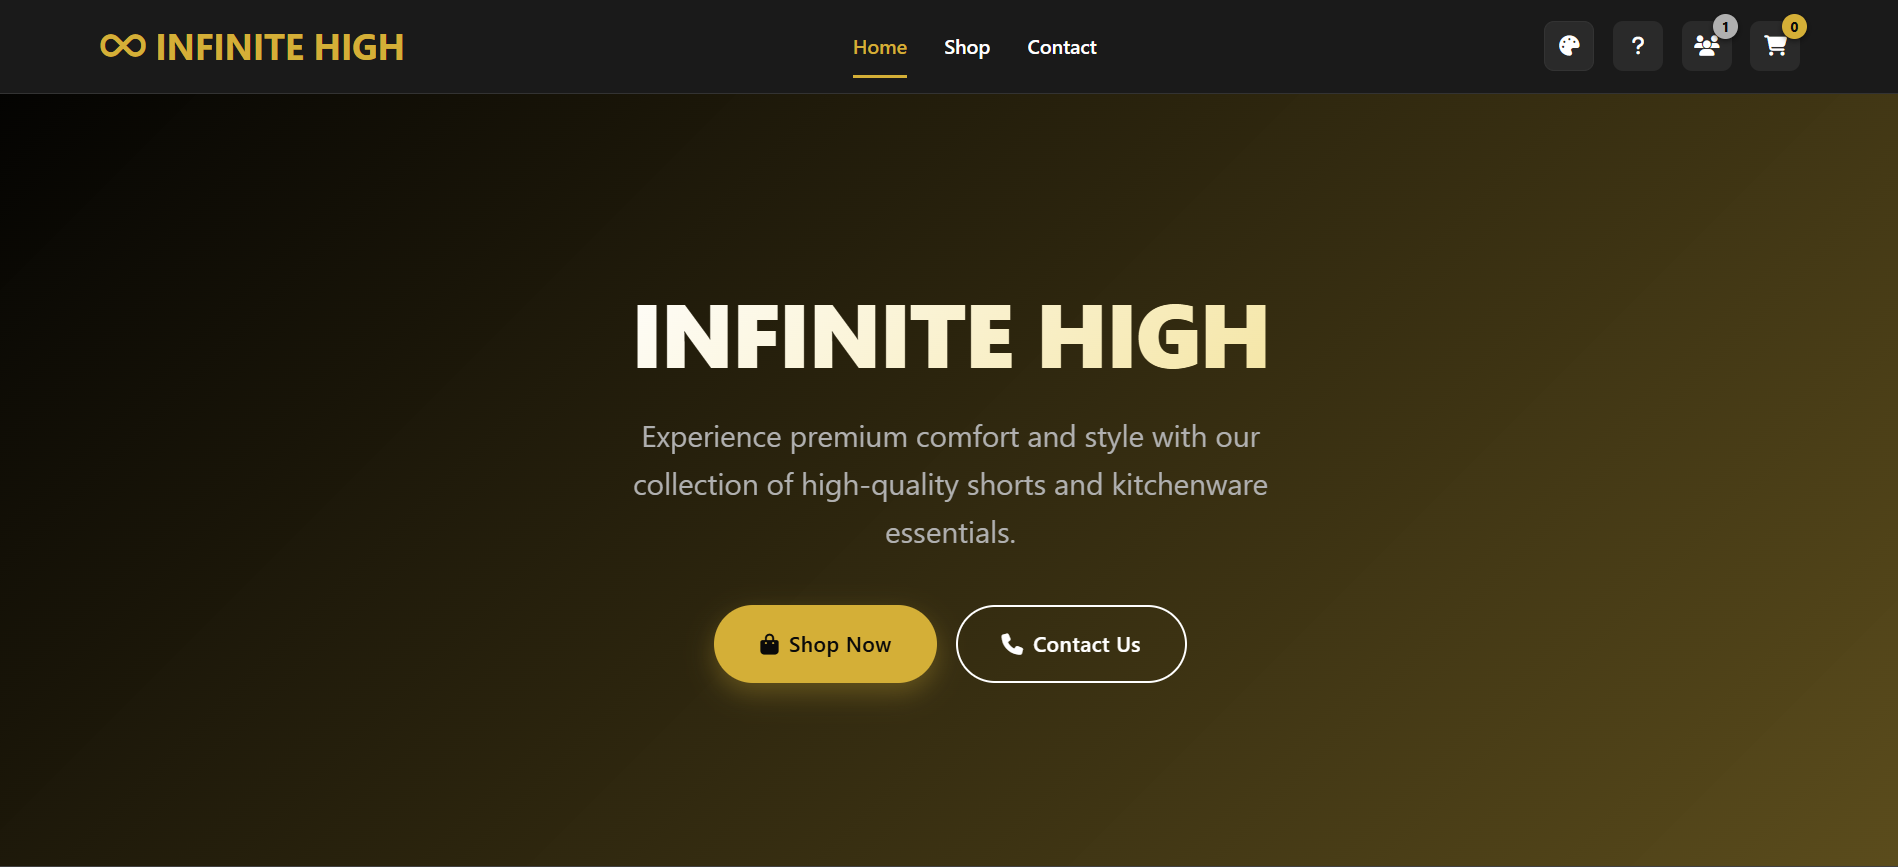 INFINITE HIGH
Home
Shop
Contact
?
1
0
INFINITE HIGH
Experience premium comfort and style with our
collection of high-quality shorts and kitchenware
essentials.
Shop Now
Contact Us